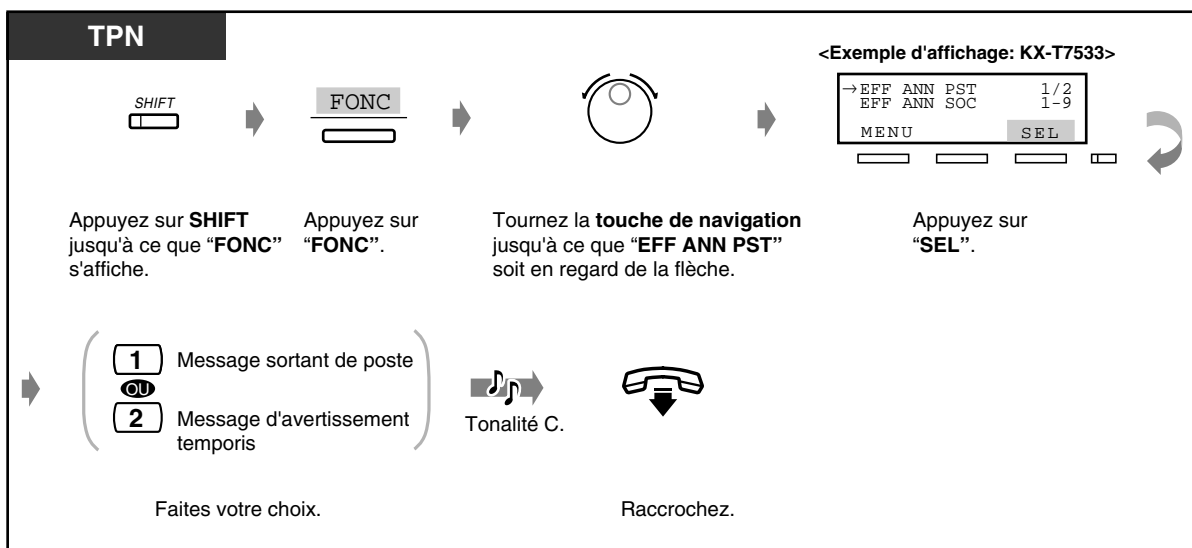 TPN
<Exemple d'affichage: KX-T7533>
SHIFT
FONC
→EFF ANN PST 1/2
EFF ANN SOC 1-9
MENU SEL
Appuyez sur SHIFT
jusqu'à ce que “FONC”
s'affiche.
Appuyez sur
“FONC”.
Tournez la touche de navigation
jusqu'à ce que “EFF ANN PST”
soit en regard de la flèche.
Appuyez sur
“SEL”.
1 Message sortant de poste
OU
2 Message d'avertissement
temporis
Tonalité C.
Faites votre choix.
Raccrochez.